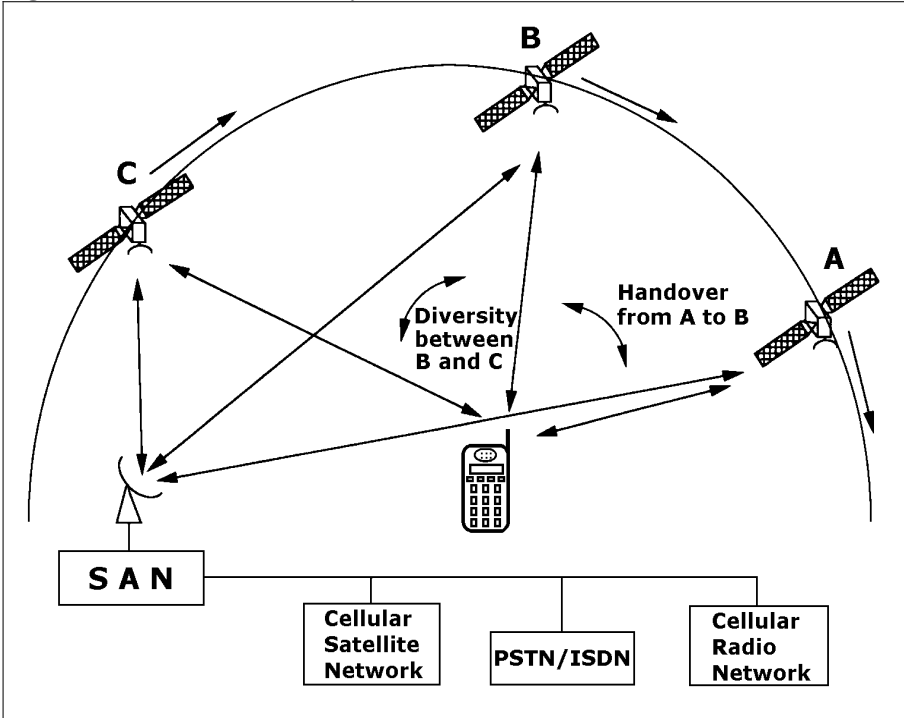 B
C
A
Handover
from A to B
Diversity
between
B and C
S A N
Cellular
Satellite
Network
PSTN/ISDN
Cellular
Radio
Network